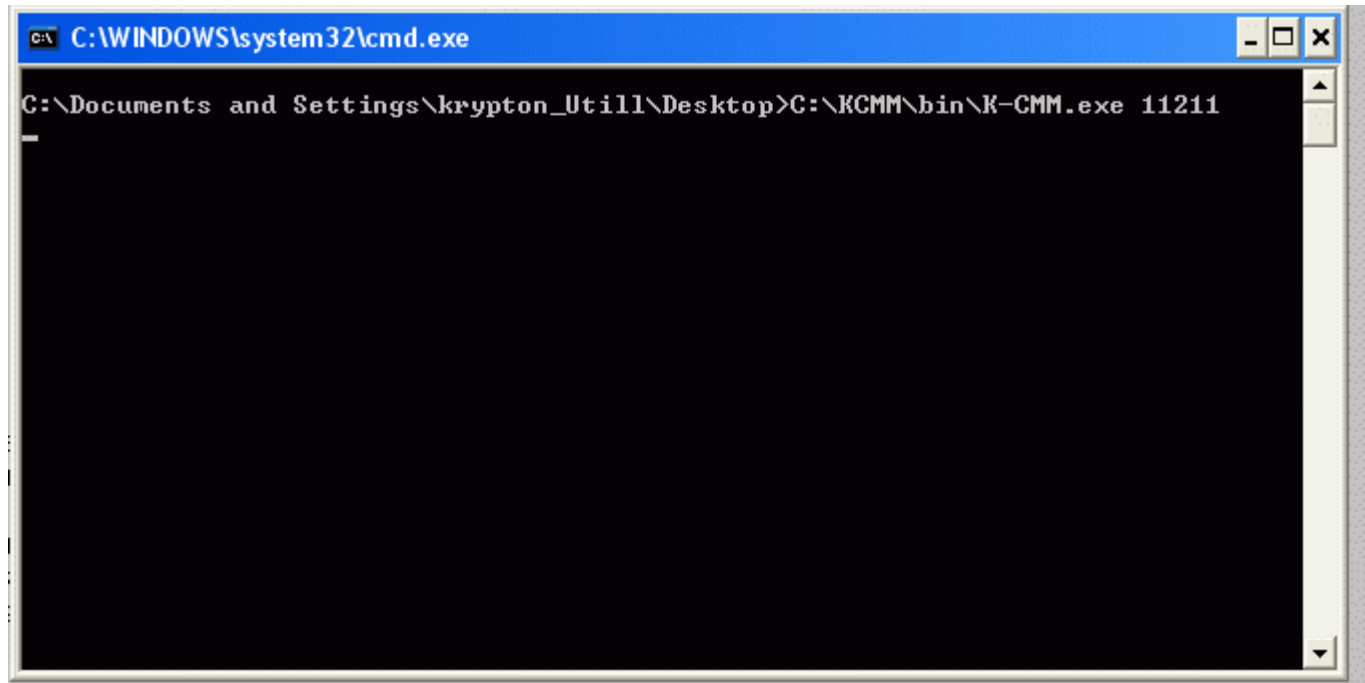 C:\WINDOWS\system32\cmd.exe
C:\Documents and Settings\krypton_Utill\Desktop>C:\KCMM\bin\K-CMM.exe 11211